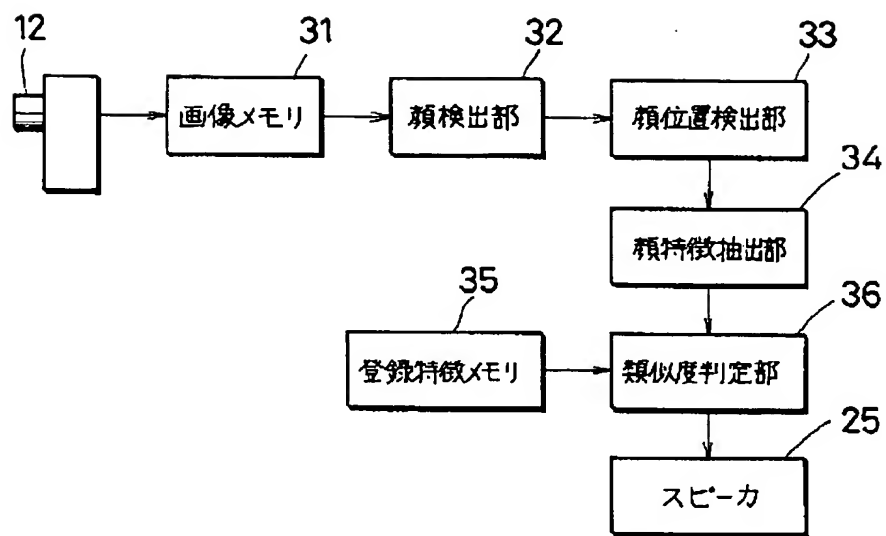 12
31
32
33
画像メモリ
顔検出部
顔位置検出部
34
顔特徴抽出部
35
36
登録特徴メモリ
類似度判定部
25
スピーカ